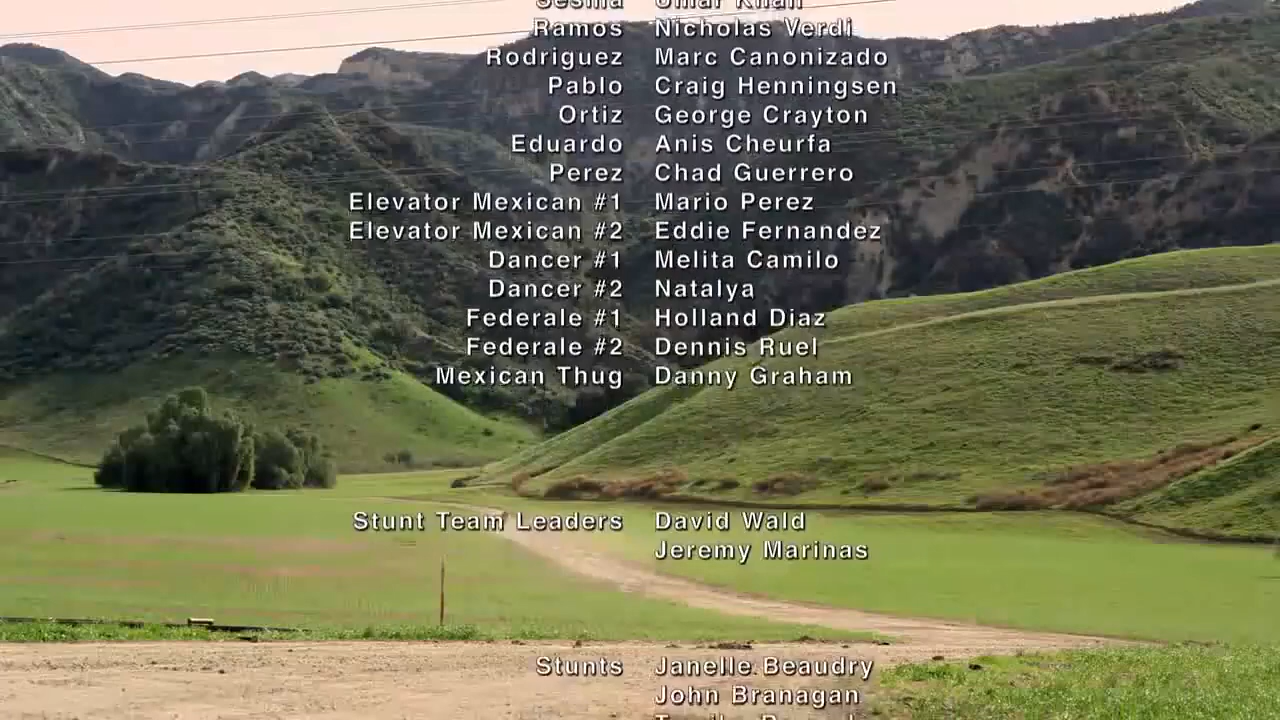 Omar Khan
Ramos Nicholas Verdi
Rodriguez Marc Canonizado
Pablo Craig Henningsen
Ortiz George Crayton
Eduardo Anis Cheurfa
Perez Chad Guerrero
Elevator Mexican #1 Mario Perez
Elevator Mexican #2 Eddie Fernandez
Dancer #1 Melita Camilo
Dancer #2 Natalya
Federale #1 Holland Diaz
Federale #2 Dennis Ruel
Mexican Thug Danny Graham
Stunt Team Leaders David Wald
Jeremy Marinas
Stunts Janelle Beaudry
John Branagan